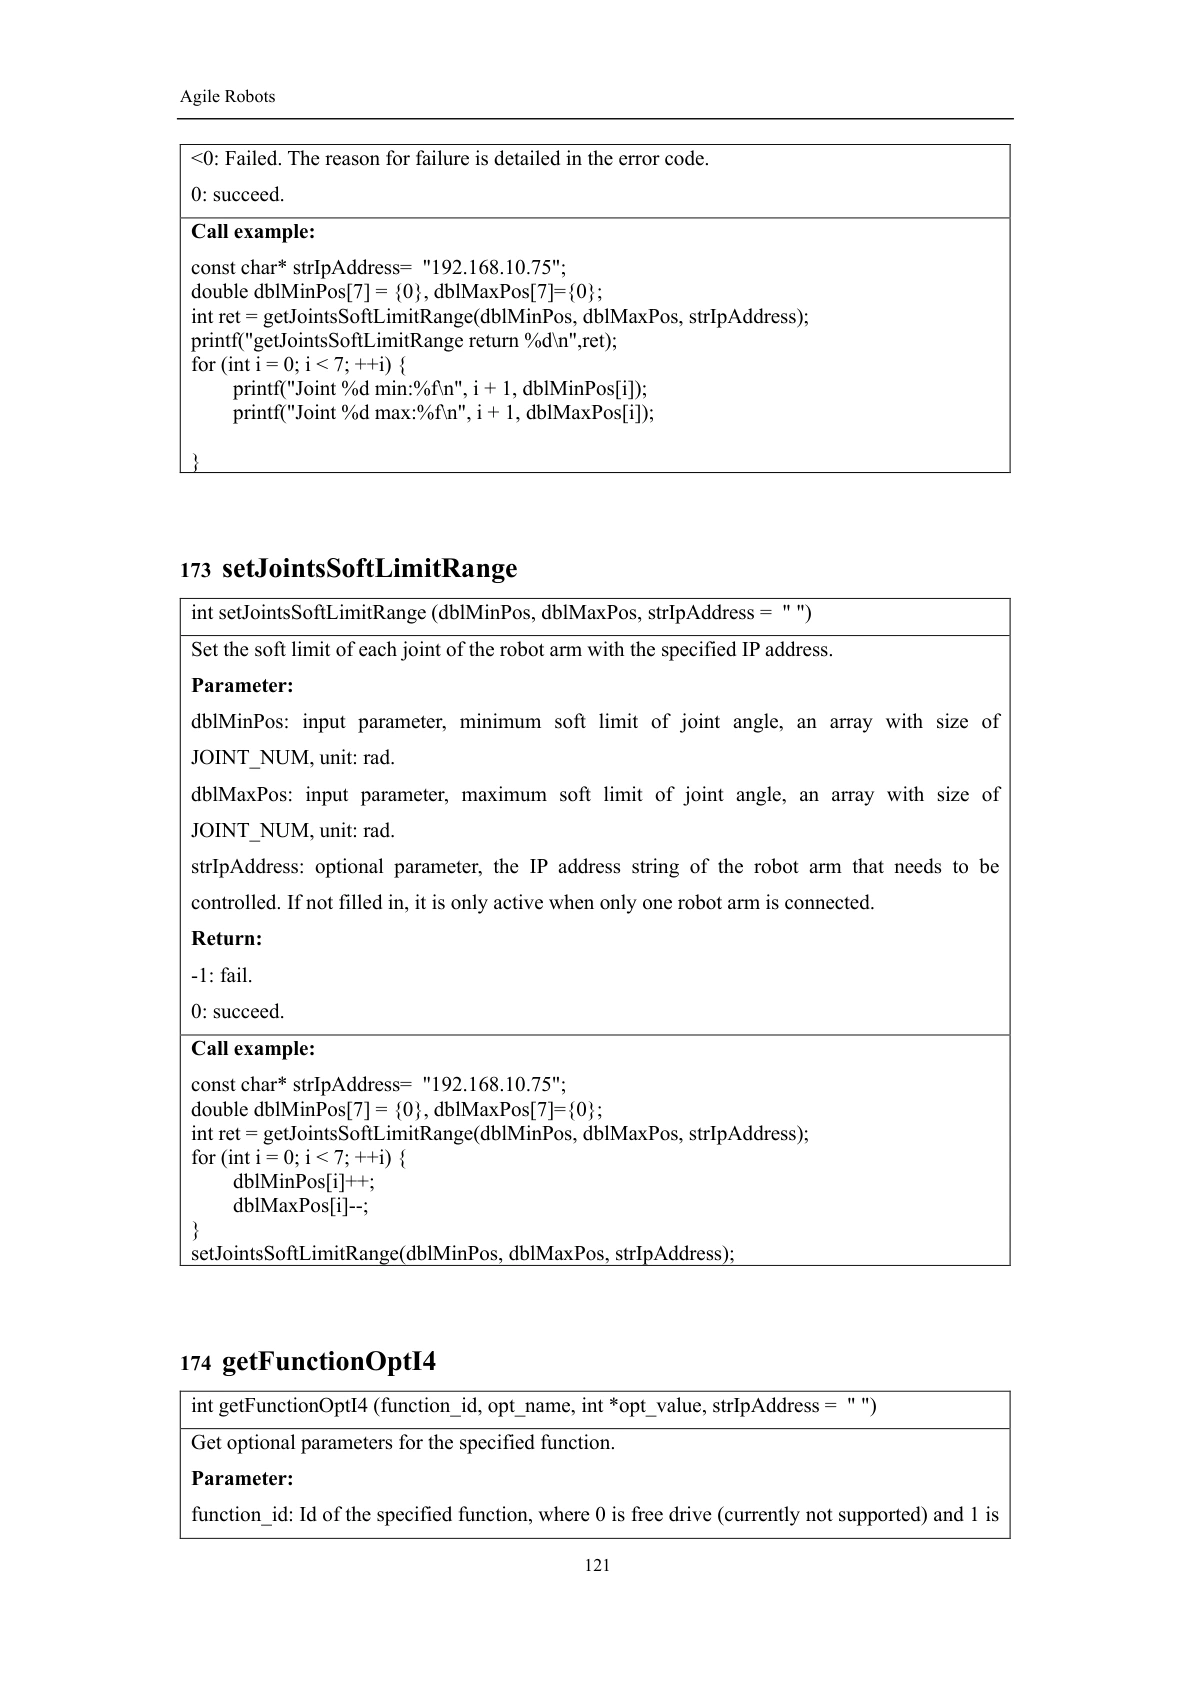 Agile Robots
<0: Failed. The reason for failure is detailed in the error code.
0: succeed.
Call example:
const char* strIpAddress=  "192.168.10.75";
double dblMinPos[7] = {0}, dblMaxPos[7]={0};
int ret = getJointsSoftLimitRange(dblMinPos, dblMaxPos, strIpAddress);
printf("getJointsSoftLimitRange return %d\n",ret);
for (int i = 0; i < 7; ++i) {
printf("Joint %d min:%f\n", i + 1, dblMinPos[i]);
printf("Joint %d max:%f\n", i + 1, dblMaxPos[i]);
}
173 setJointsSoftLimitRange
int setJointsSoftLimitRange (dblMinPos, dblMaxPos, strIpAddress =  " ")
Set the soft limit of each joint of the robot arm with the specified IP address.
Parameter:
dblMinPos: input parameter, minimum soft limit of joint angle, an array with size of
JOINT_NUM, unit: rad.
dblMaxPos: input parameter, maximum soft limit of joint angle, an array with size of
JOINT_NUM, unit: rad.
strIpAddress: optional parameter, the IP address string of the robot arm that needs to be
controlled. If not filled in, it is only active when only one robot arm is connected.
Return:
-1: fail.
0: succeed.
Call example:
const char* strIpAddress=  "192.168.10.75";
double dblMinPos[7] = {0}, dblMaxPos[7]={0};
int ret = getJointsSoftLimitRange(dblMinPos, dblMaxPos, strIpAddress);
for (int i = 0; i < 7; ++i) {
dblMinPos[i]++;
dblMaxPos[i]--;
}
setJointsSoftLimitRange(dblMinPos, dblMaxPos, strIpAddress);
174 getFunctionOptI4
int getFunctionOptI4 (function_id, opt_name, int *opt_value, strIpAddress =  " ")
Get optional parameters for the specified function.
Parameter:
function_id: Id of the specified function, where 0 is free drive (currently not supported) and 1 is
121